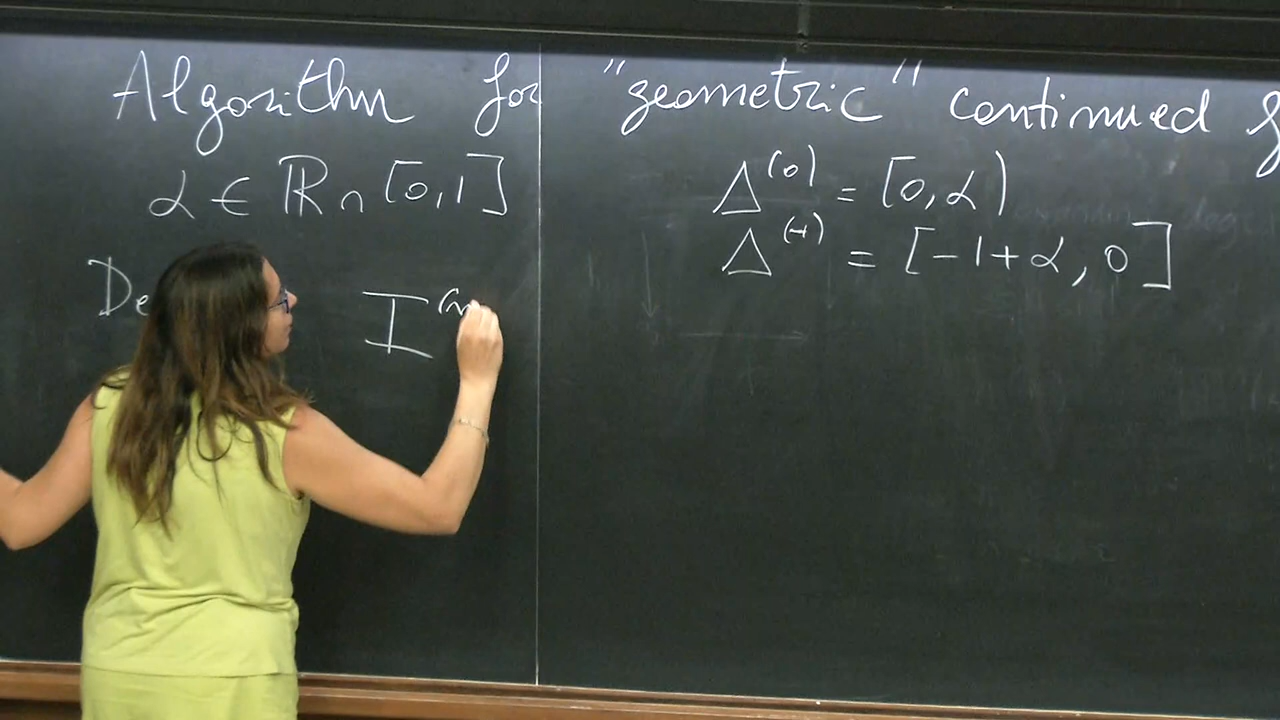 Algorithm for "geometric" continued
α ∈ ℝ ∩ [0,1]
Δ^(0) = [0, α)
Δ^(-1) = [-1+α, 0]
De I^(n